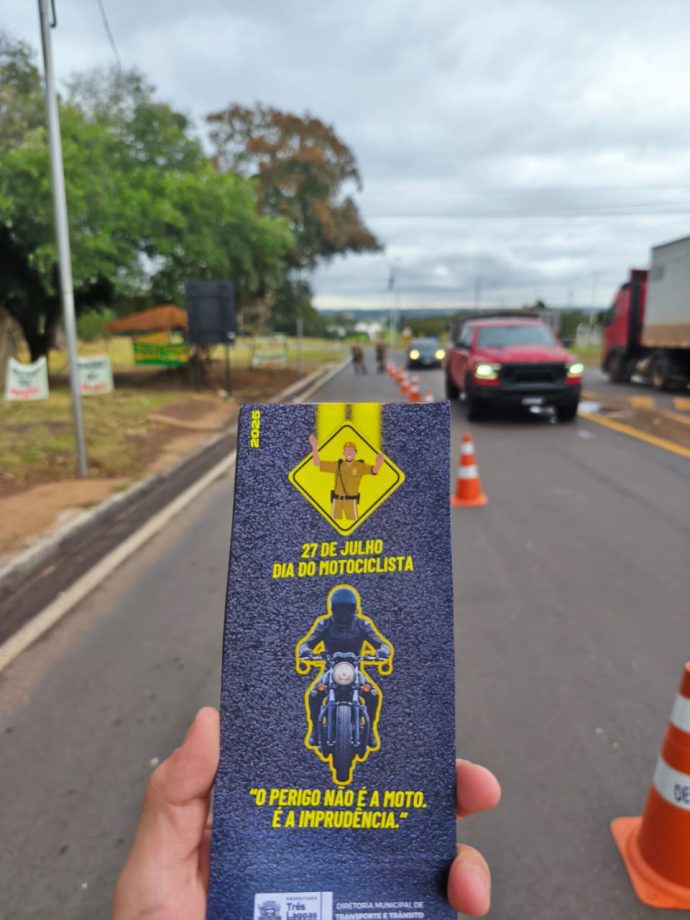 2025
27 DE JULHO
DIA DO MOTOCICLISTA
"O PERIGO NÃO É A MOTO.
É A IMPRUDÊNCIA."
PREFEITURA
Três
Lagoas
DIRETORIA MUNICIPAL DE
TRANSPORTE E TRÂNSITO